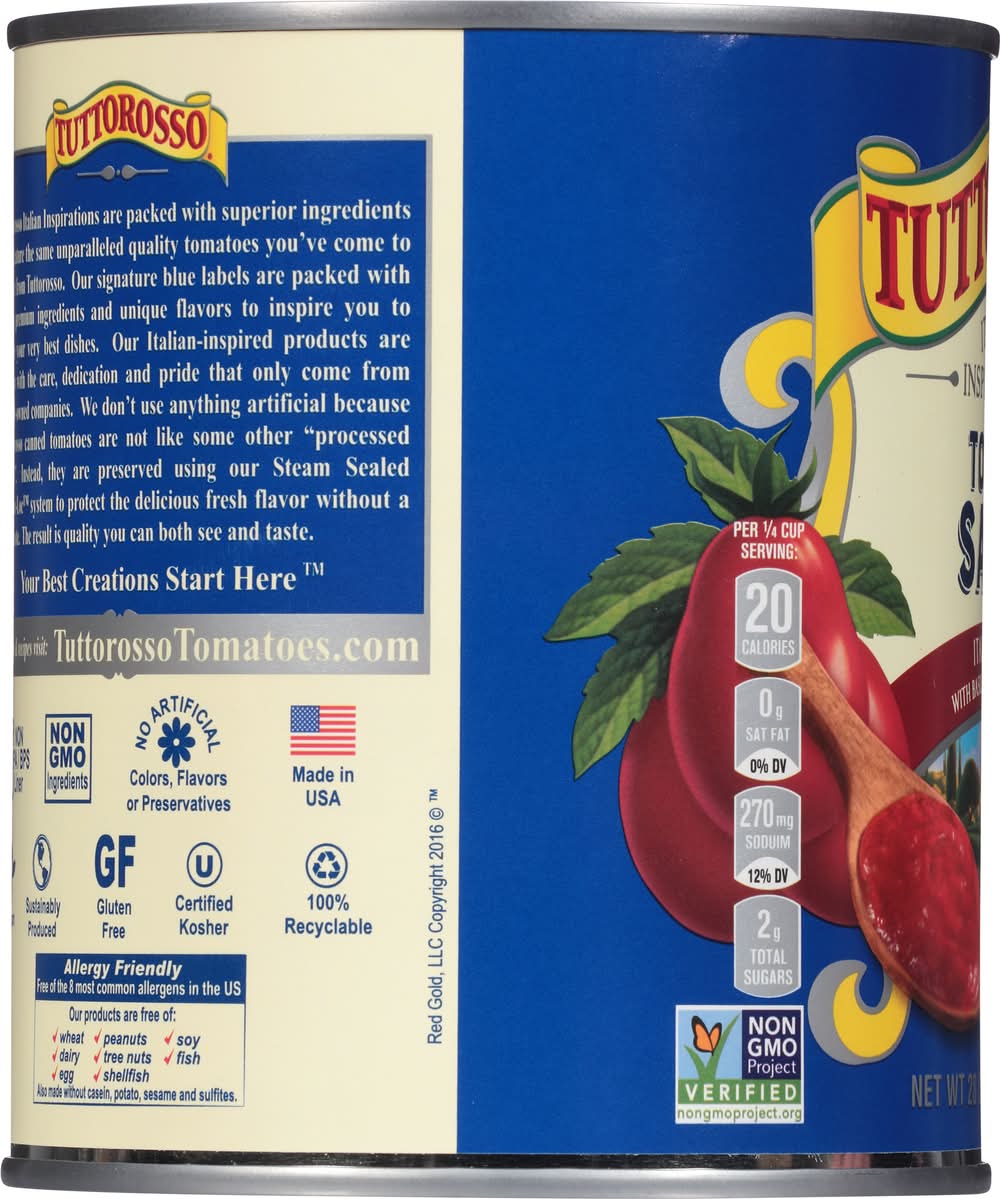 TUTTOROSSO
Italian Inspirations are packed with superior ingredients
the same unparalleled quality tomatoes you've come to
from Tuttorosso. Our signature blue labels are packed with
ingredients and unique flavors to inspire you to
very best dishes. Our Italian-inspired products are
with the care, dedication and pride that only come from
companies. We don't use anything artificial because
canned tomatoes are not like some other “processed
Instead, they are preserved using our Steam Sealed
system to protect the delicious fresh flavor without a
The result is quality you can both see and taste.
Your Best Creations Start Here ™
visit: TuttorossoTomatoes.com
NON
BPS
NON
GMO
Ingredients
NO ARTIFICIAL
Colors, Flavors
or Preservatives
Made in
USA
Sustainably
Produced
GF
Gluten
Free
U
Certified
Kosher
100%
Recyclable
Allergy Friendly
Free of the 8 most common allergens in the US
Our products are free of:
✓wheat ✓peanuts ✓soy
✓dairy ✓tree nuts ✓fish
✓egg ✓shellfish
Also made without casein, potato, sesame and sulfites.
Red Gold, LLC Copyright 2016 © ™
TUT
PER 1/4 CUP
SERVING:
20
CALORIES
0g
SAT FAT
0% DV
270mg
SODUIM
12% DV
2g
TOTAL
SUGARS
NON
GMO
Project
VERIFIED
nongmoproject.org
WITH
NET WT